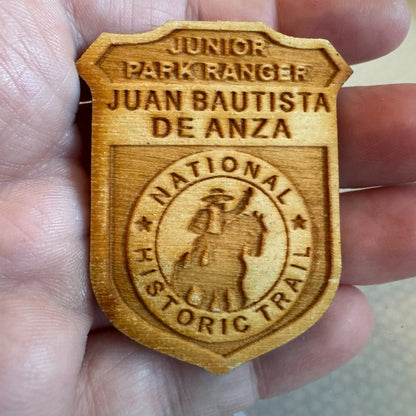 JUNIOR
PARK RANGER
JUAN BAUTISTA
DE ANZA
NATIONAL
HISTORIC TRAIL